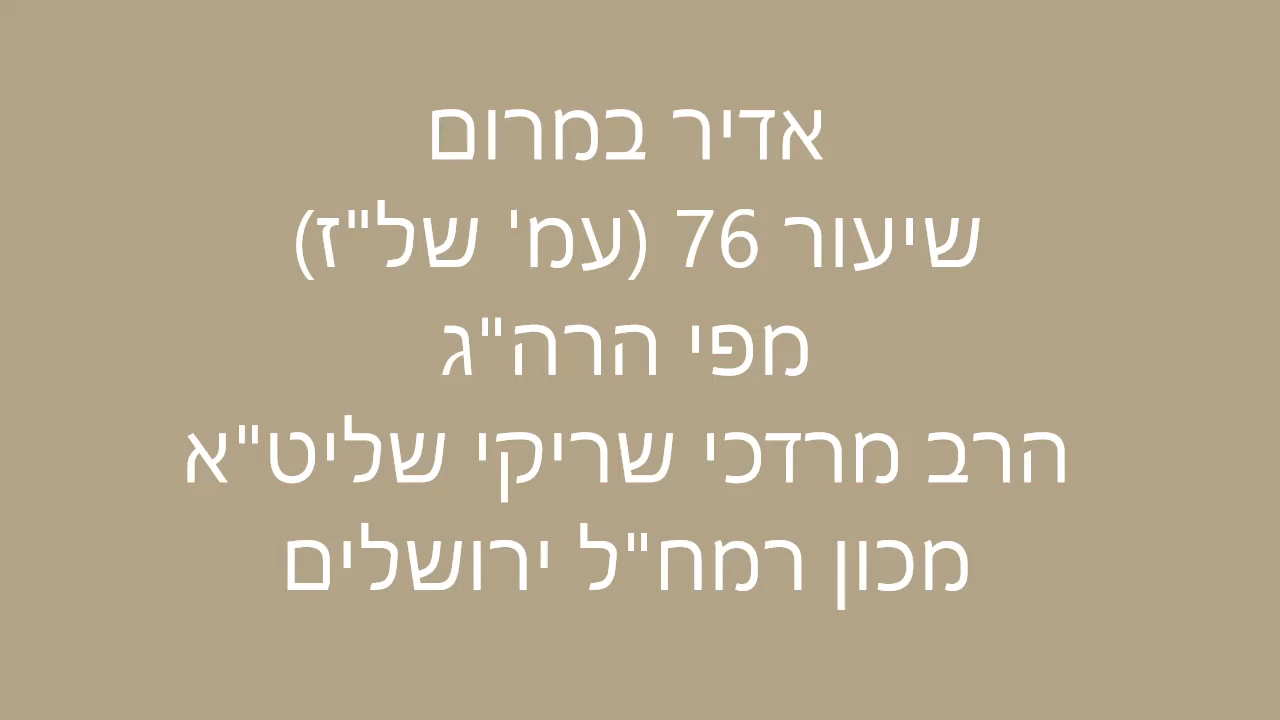 אדיר במרום
שיעור 76 (עמ' של"ז)
מפי הרה"ג
הרב מרדכי שריקי שליט"א
מכון רמח"ל ירושלים